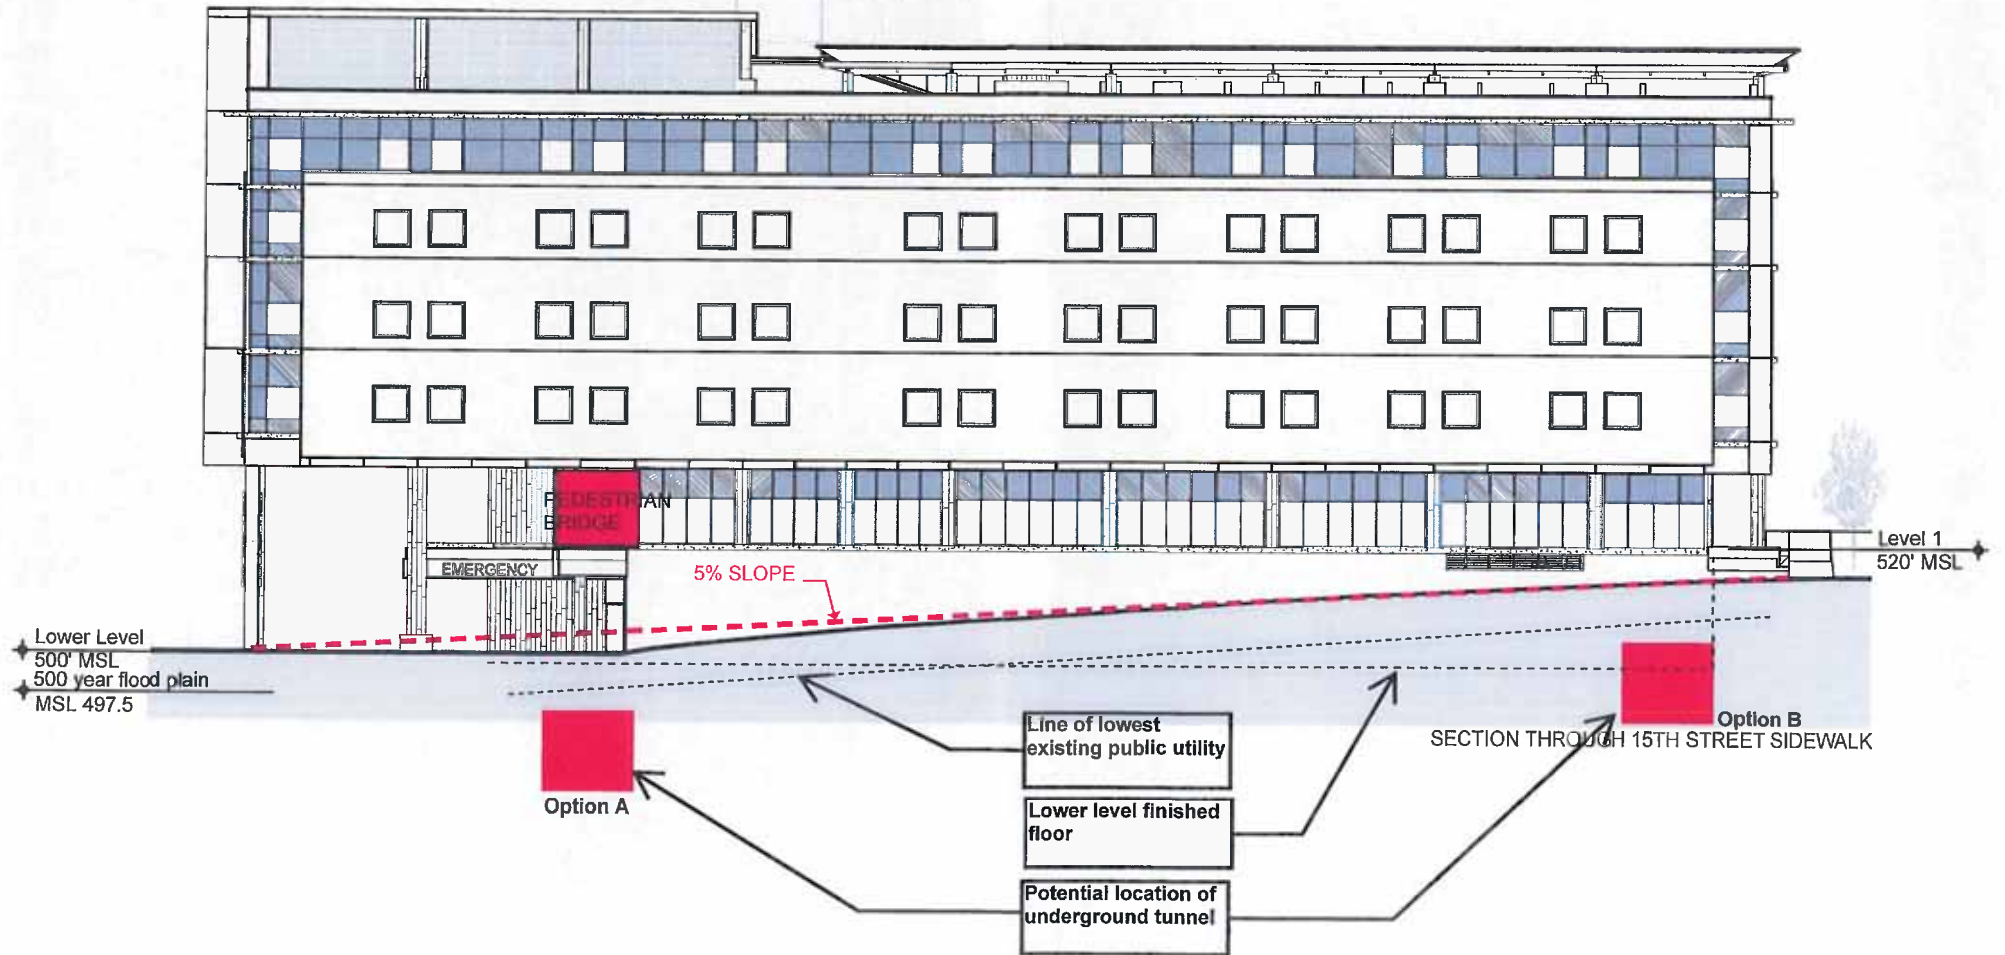 PEDESTRIAN
BRIDGE
EMERGENCY
5% SLOPE
Level 1
520' MSL
Lower Level
500' MSL
500 year flood plain
MSL 497.5
Line of lowest
existing public utility
Option B
SECTION THROUGH 15TH STREET SIDEWALK
Option A
Lower level finished
floor
Potential location of
underground tunnel